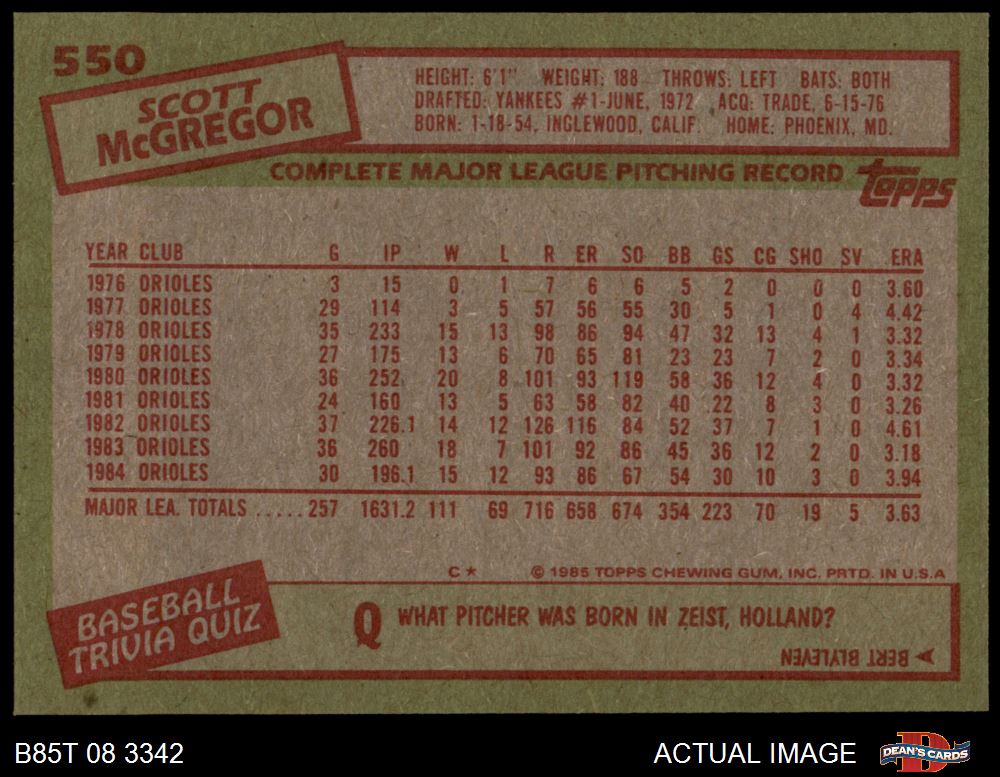 550
SCOTT
McGREGOR
HEIGHT: 6'1" WEIGHT: 188 THROWS: LEFT BATS: BOTH
DRAFTED: YANKEES #1-JUNE, 1972 ACQ: TRADE, 6-15-76
BORN: 1-18-54, INGLEWOOD, CALIF. HOME: PHOENIX, MD.
COMPLETE MAJOR LEAGUE PITCHING RECORD
topps
YEAR CLUB G IP W L R ER SO BB GS CG SHO SV ERA
1976 ORIOLES 3 15 0 1 7 6 6 5 2 0 0 0 3.60
1977 ORIOLES 29 114 3 5 57 56 55 30 5 1 0 4 4.42
1978 ORIOLES 35 233 15 13 98 86 94 47 32 13 4 1 3.32
1979 ORIOLES 27 175 13 6 70 65 81 23 23 7 2 0 3.34
1980 ORIOLES 36 252 20 8 101 93 119 58 36 12 4 0 3.32
1981 ORIOLES 24 160 13 5 63 58 82 40 22 8 3 0 3.26
1982 ORIOLES 37 226.1 14 12 126 116 84 52 37 7 1 0 4.61
1983 ORIOLES 36 260 18 7 101 92 86 45 36 12 2 0 3.18
1984 ORIOLES 30 196.1 15 12 93 86 67 54 30 10 3 0 3.94
MAJOR LEA. TOTALS .....257 1631.2 111 69 716 658 674 354 223 70 19 5 3.63
C* © 1985 TOPPS CHEWING GUM, INC. PRTD. IN U.S.A
BASEBALL
TRIVIA QUIZ
Q WHAT PITCHER WAS BORN IN ZEIST, HOLLAND?
BERT BLYLEVEN
B85T 08 3342
ACTUAL IMAGE
D
DEAN'S CARDS